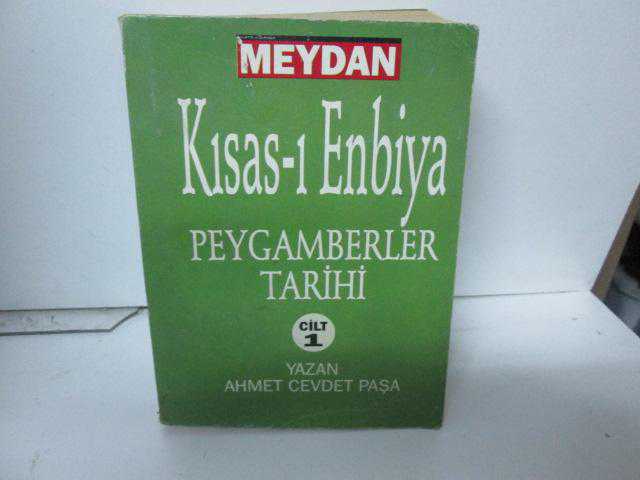 MEYDAN
Kısas-ı Enbiya
PEYGAMBERLER
TARİHİ
CİLT
1
YAZAN
AHMET CEVDET PAŞA